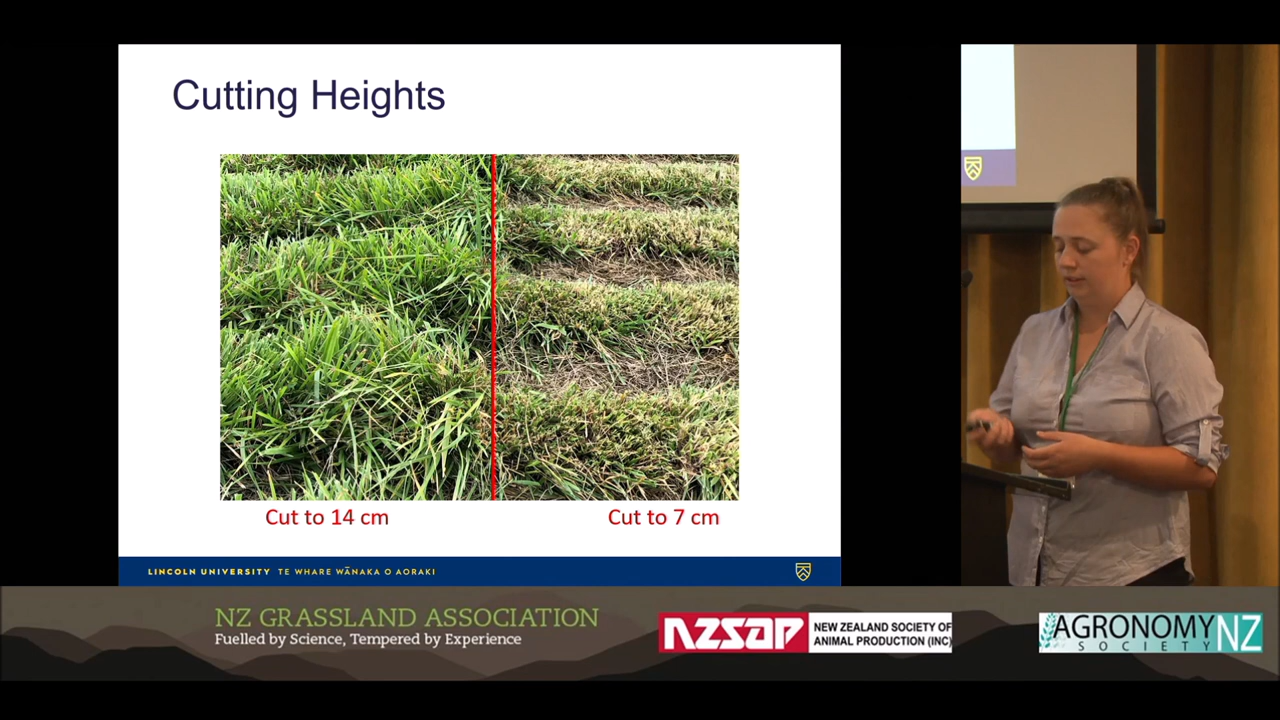 Cutting Heights
Cut to 14 cm
Cut to 7 cm
LINCOLN UNIVERSITY TE WHARE WĀNAKA O AORAKI
NZ GRASSLAND ASSOCIATION
Fuelled by Science, Tempered by Experience
NZSAP
NEW ZEALAND SOCIETY OF
ANIMAL PRODUCTION (INC)
AGRONOMY NZ
SOCIETY